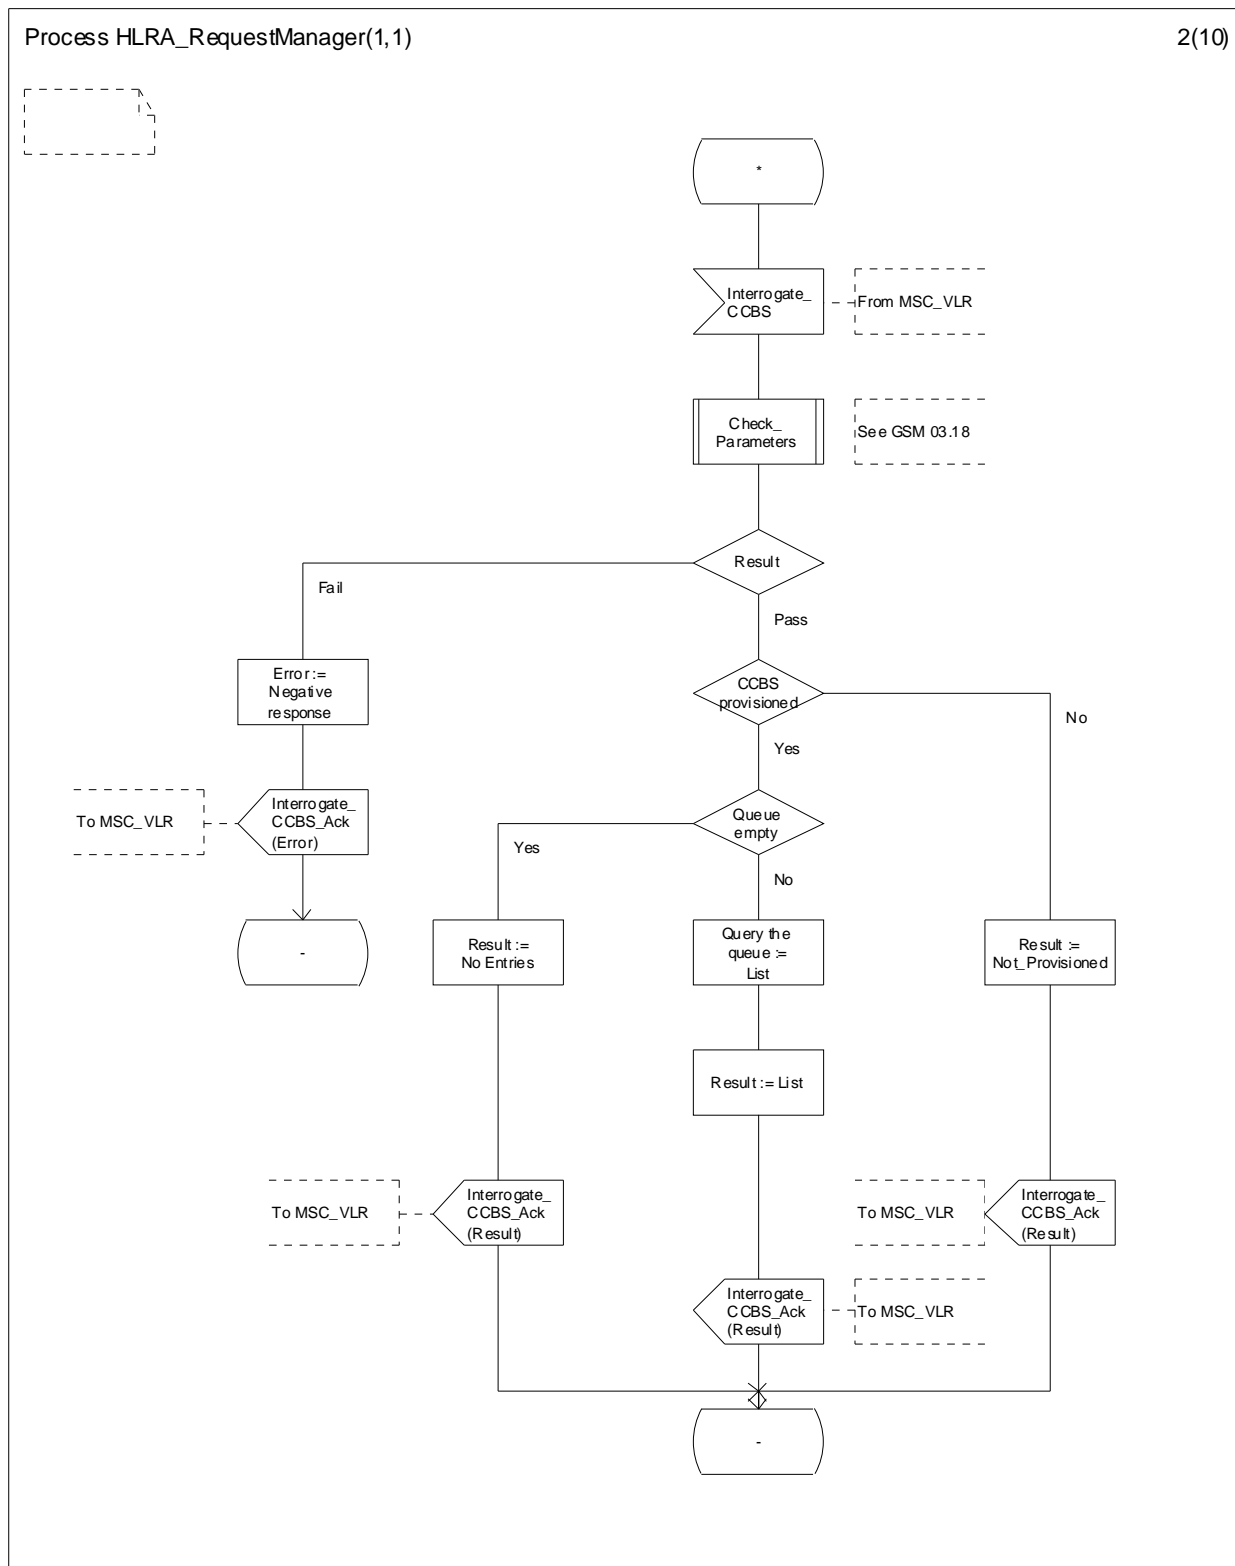 Process HLRA_RequestManager(1,1)
2(10)
*
Interrogate_
CCBS
From MSC_VLR
Check_
Parameters
See GSM 03.18
Result
Fail
Pass
Error :=
Negative
response
CCBS
provisioned
No
Yes
To MSC_VLR
Interrogate_
CCBS_Ack
(Error)
Queue
empty
Yes
No
-
Result :=
No Entries
Query the
queue :=
List
Result :=
Not_Provisioned
Result := List
To MSC_VLR
Interrogate_
CCBS_Ack
(Result)
To MSC_VLR
Interrogate_
CCBS_Ack
(Result)
Interrogate_
CCBS_Ack
(Result)
To MSC_VLR
-